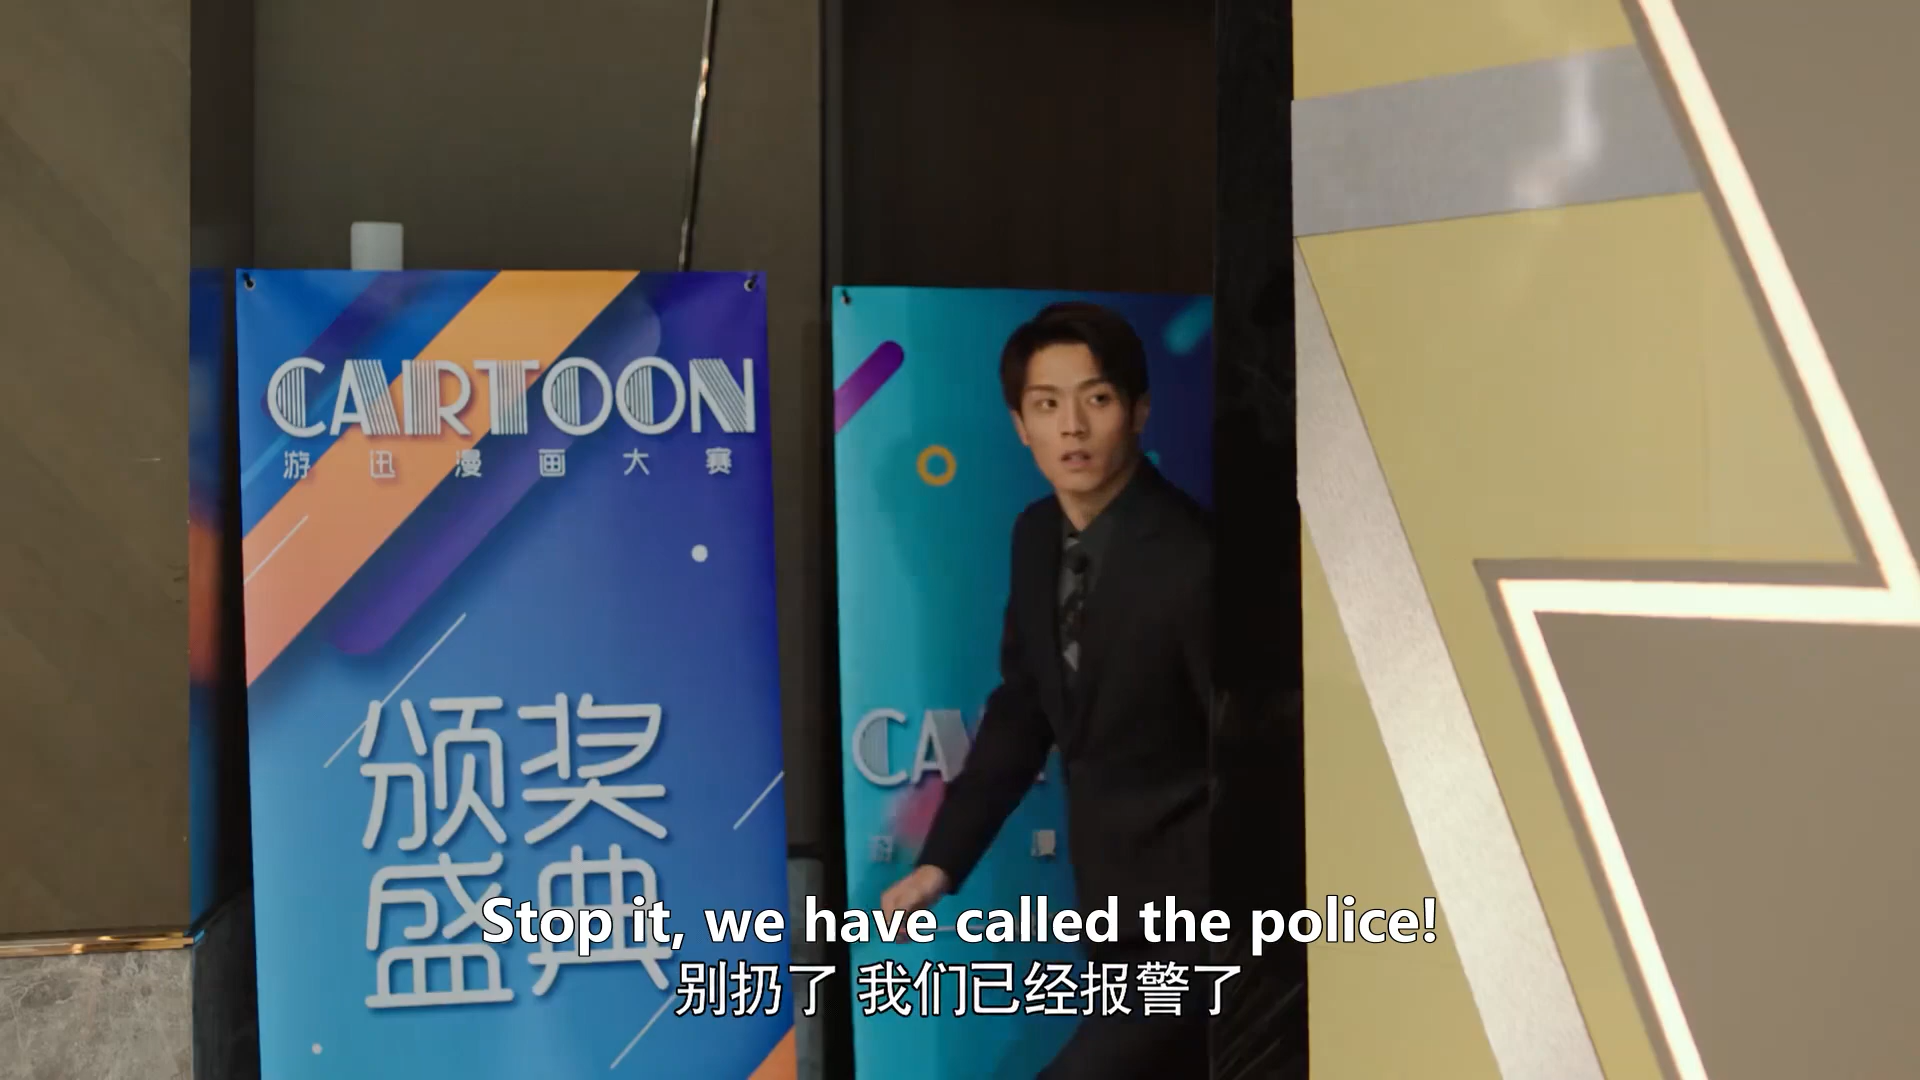 CARTOON
游迅漫画大赛
颁奖
盛典
CA
漫
Stop it, we have called the police!
别扔了 我们已经报警了